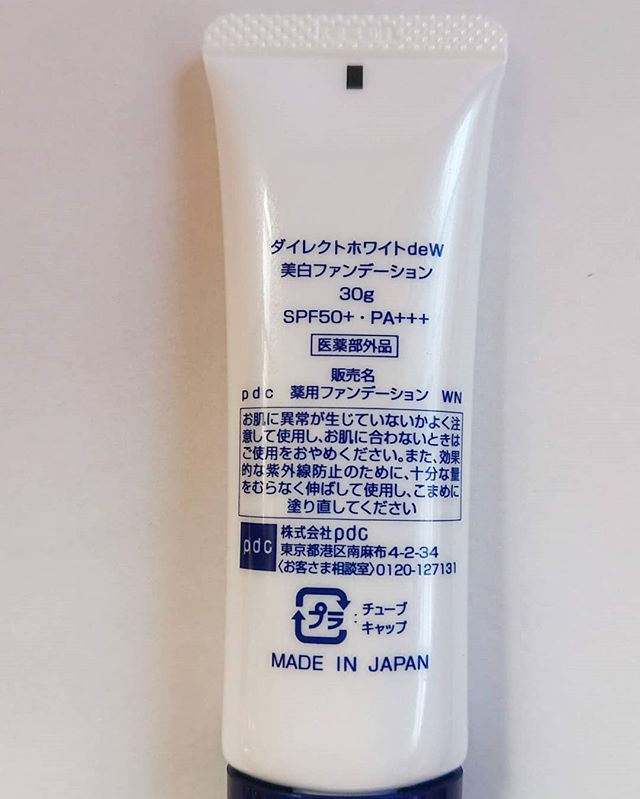 ダイレクトホワイトdeW
美白ファンデーション
30g
SPF50+・PA+++
医薬部外品
販売名
pdc 薬用ファンデーション WN
お肌に異常が生じていないかよく注
意して使用し、お肌に合わないときは
ご使用をおやめください。また、効果
的な紫外線防止のために、十分な量
をむらなく伸ばして使用し、こまめに
塗り直してください
pdc
株式会社pdc
東京都港区南麻布4-2-34
〈お客さま相談室〉0120-127131
プラ
:チューブ
キャップ
MADE IN JAPAN